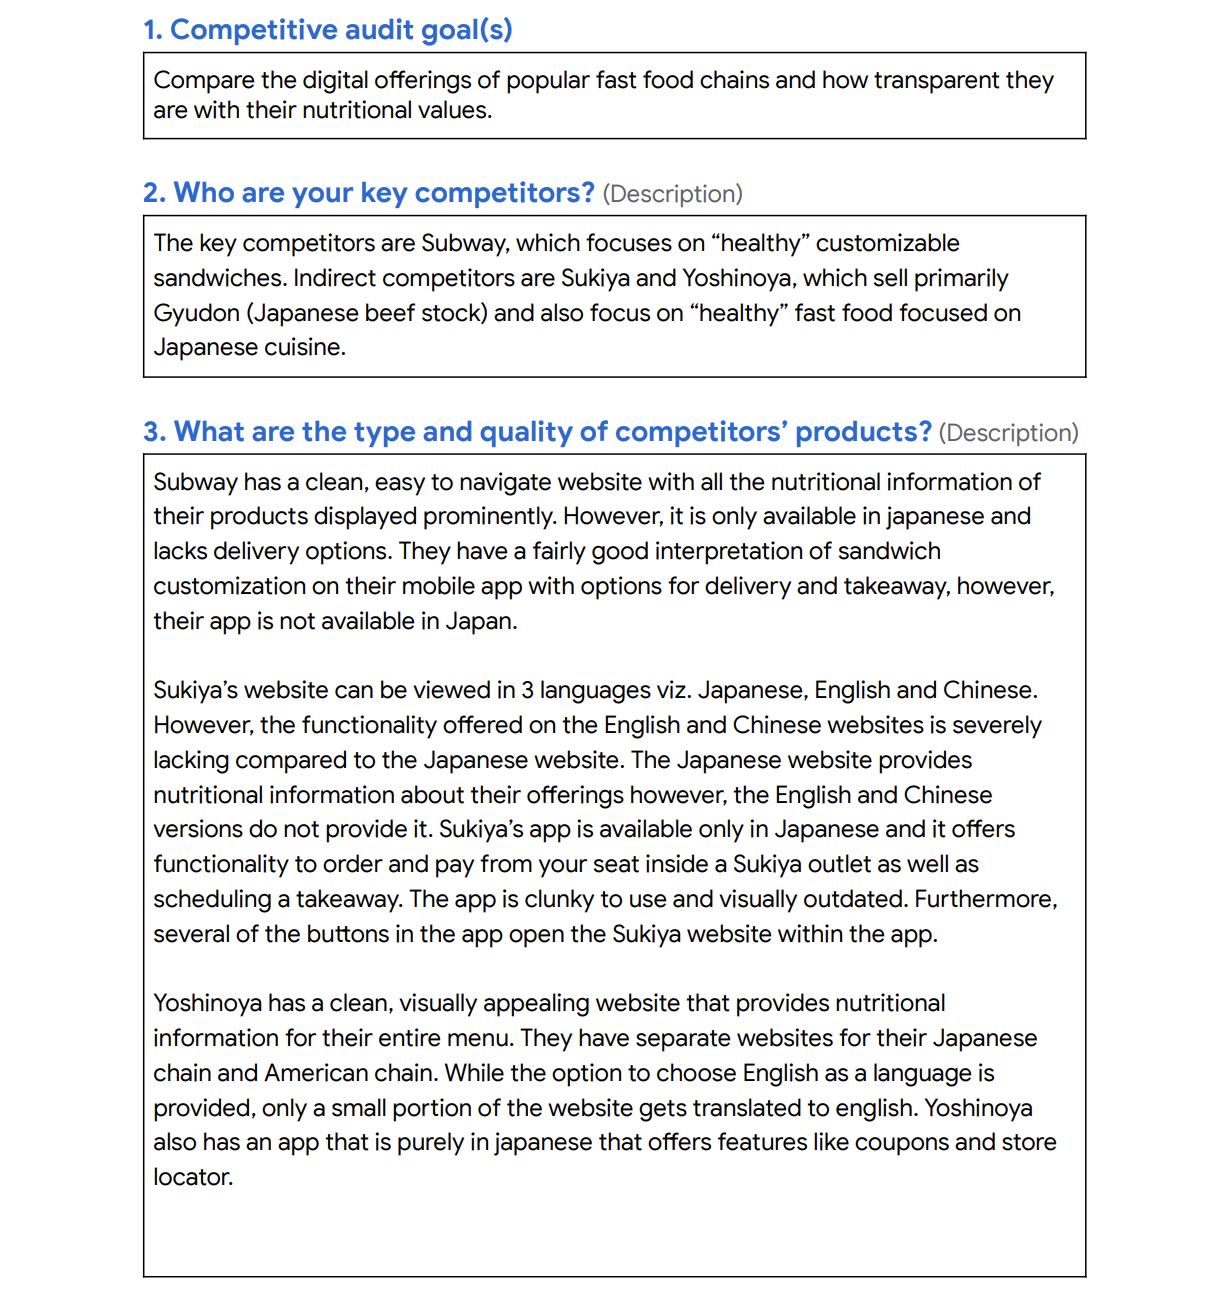 1. Competitive audit goal(s)
Compare the digital offerings of popular fast food chains and how transparent they
are with their nutritional values.
2. Who are your key competitors? (Description)
The key competitors are Subway, which focuses on “healthy” customizable
sandwiches. Indirect competitors are Sukiya and Yoshinoya, which sell primarily
Gyudon (Japanese beef stock) and also focus on “healthy” fast food focused on
Japanese cuisine.
3. What are the type and quality of competitors’ products? (Description)
Subway has a clean, easy to navigate website with all the nutritional information of
their products displayed prominently. However, it is only available in japanese and
lacks delivery options. They have a fairly good interpretation of sandwich
customization on their mobile app with options for delivery and takeaway, however,
their app is not available in Japan.
Sukiya’s website can be viewed in 3 languages viz. Japanese, English and Chinese.
However, the functionality offered on the English and Chinese websites is severely
lacking compared to the Japanese website. The Japanese website provides
nutritional information about their offerings however, the English and Chinese
versions do not provide it. Sukiya’s app is available only in Japanese and it offers
functionality to order and pay from your seat inside a Sukiya outlet as well as
scheduling a takeaway. The app is clunky to use and visually outdated. Furthermore,
several of the buttons in the app open the Sukiya website within the app.
Yoshinoya has a clean, visually appealing website that provides nutritional
information for their entire menu. They have separate websites for their Japanese
chain and American chain. While the option to choose English as a language is
provided, only a small portion of the website gets translated to english. Yoshinoya
also has an app that is purely in japanese that offers features like coupons and store
locator.